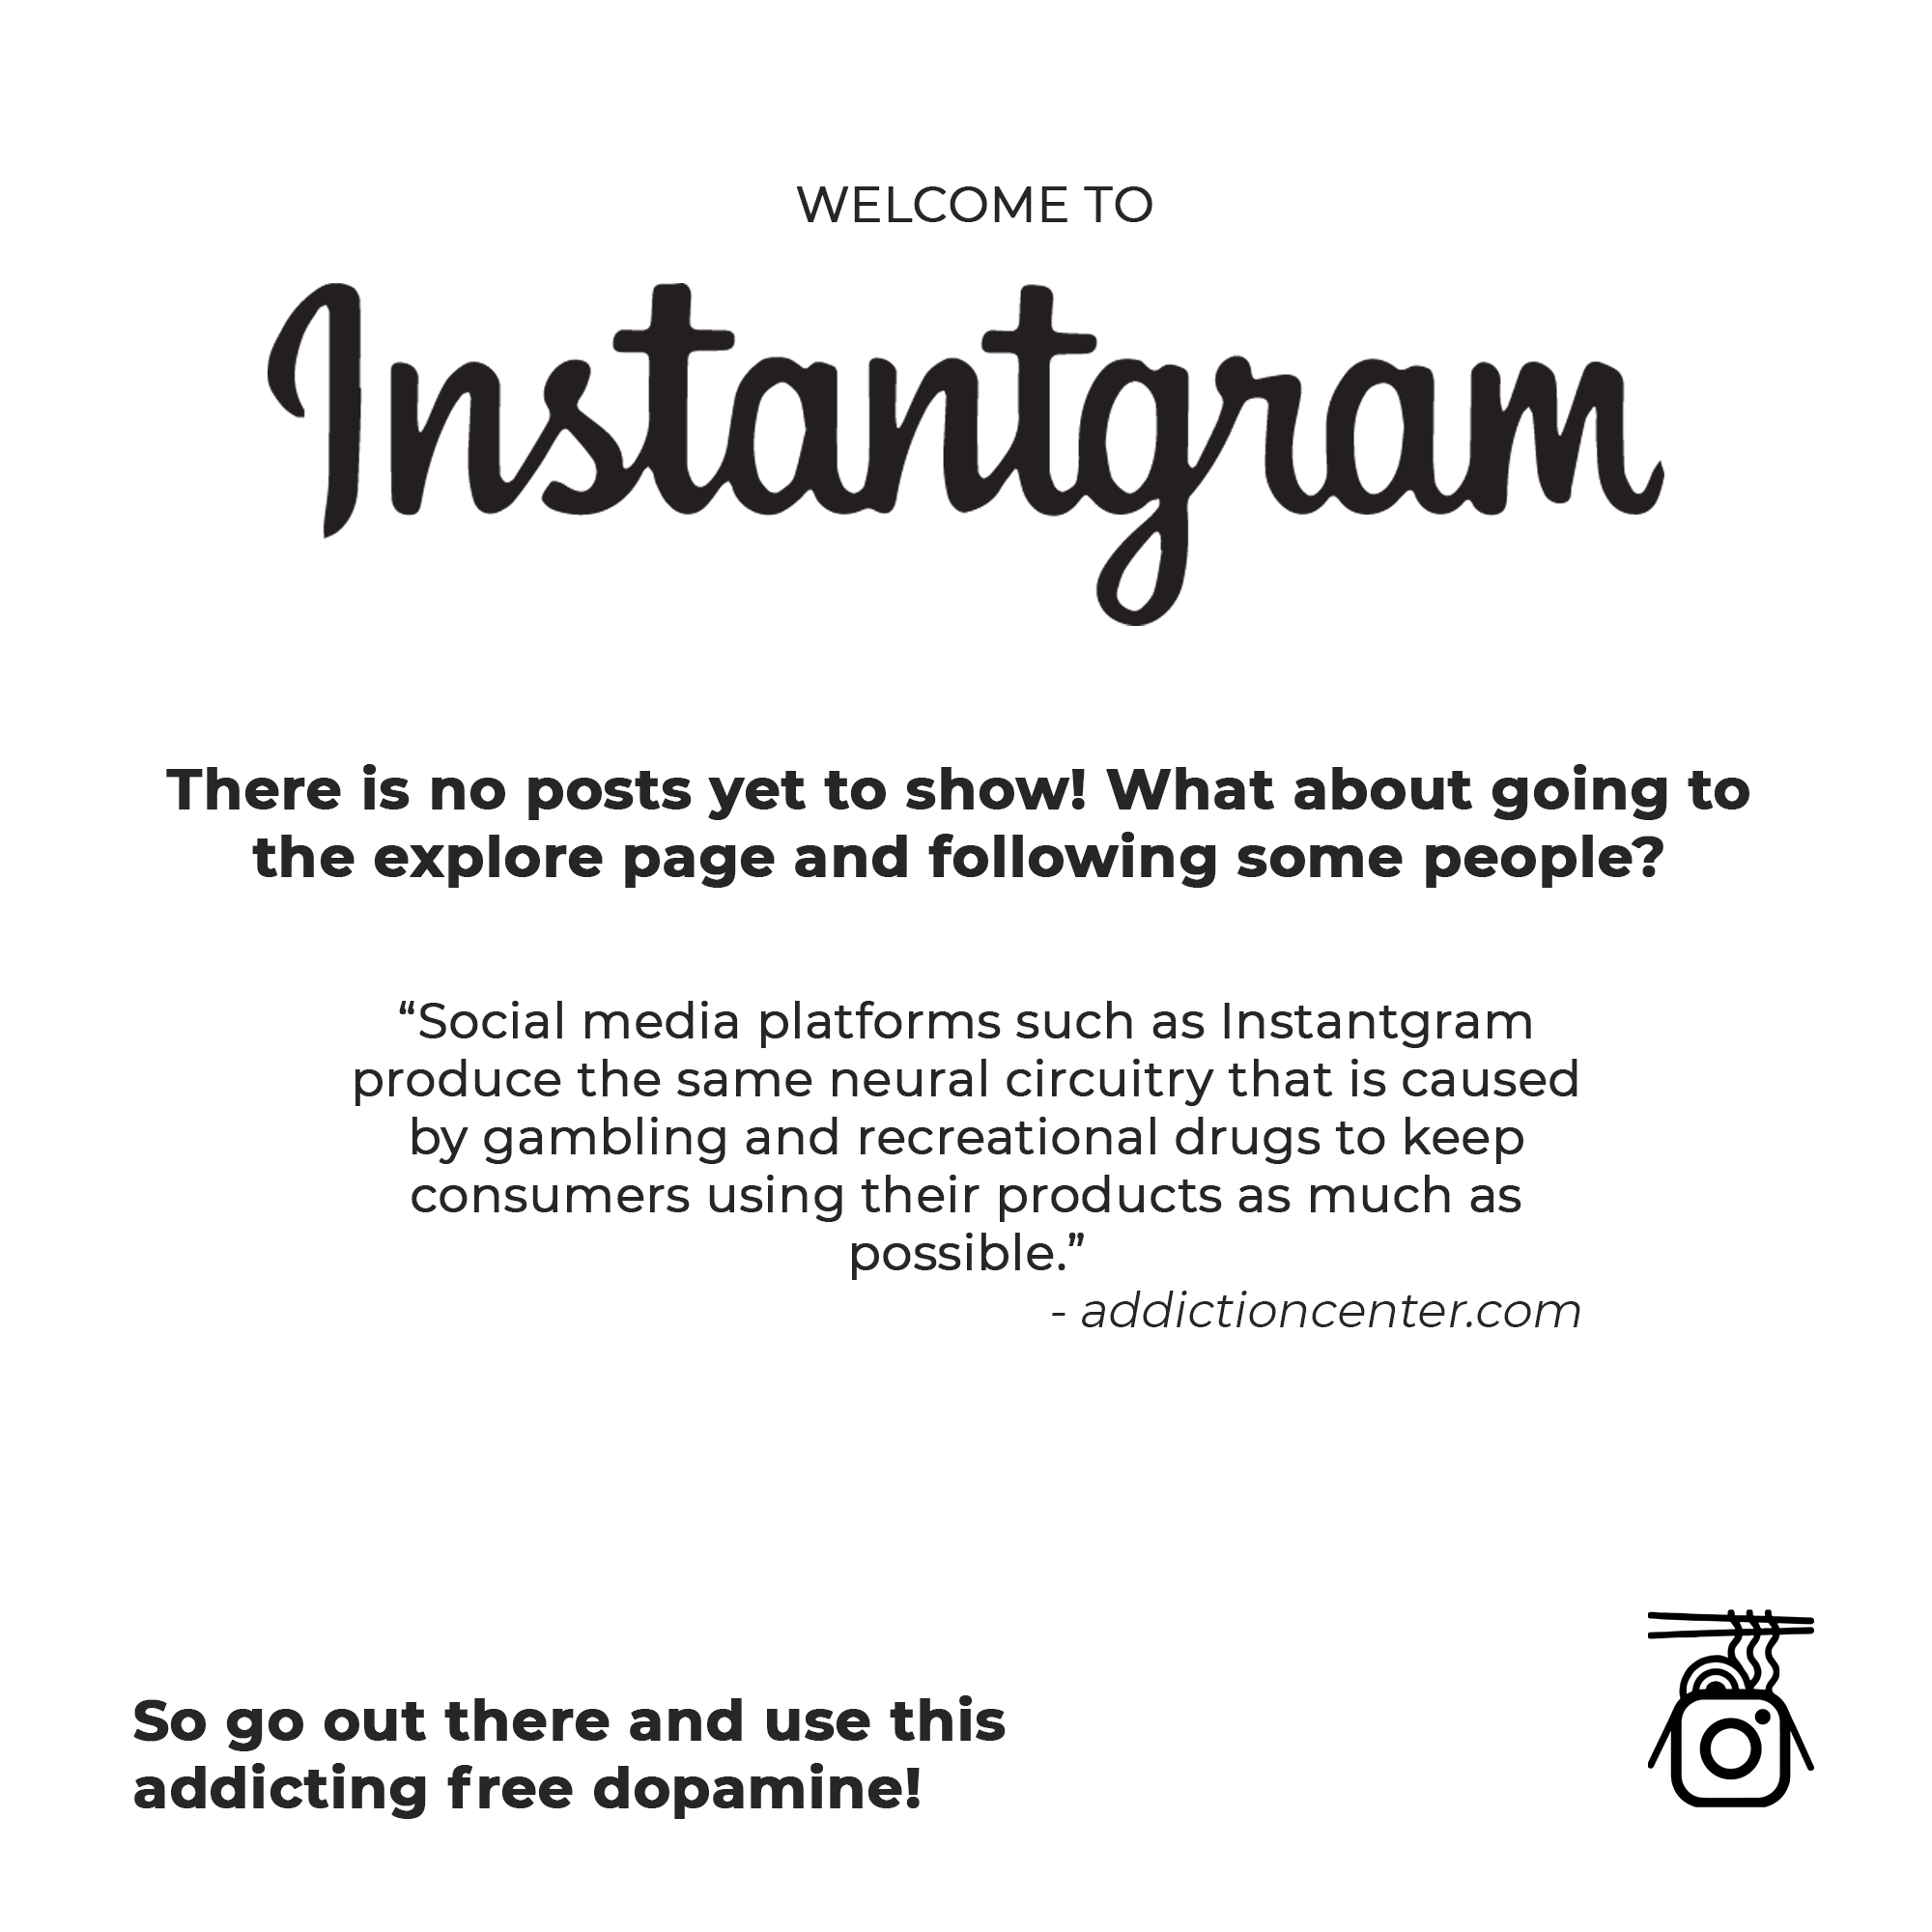 WELCOME TO
Instantgram
There is no posts yet to show! What about going to
the explore page and following some people?
“Social media platforms such as Instantgram
produce the same neural circuitry that is caused
by gambling and recreational drugs to keep
consumers using their products as much as
possible.”
- addictioncenter.com
So go out there and use this
addicting free dopamine!